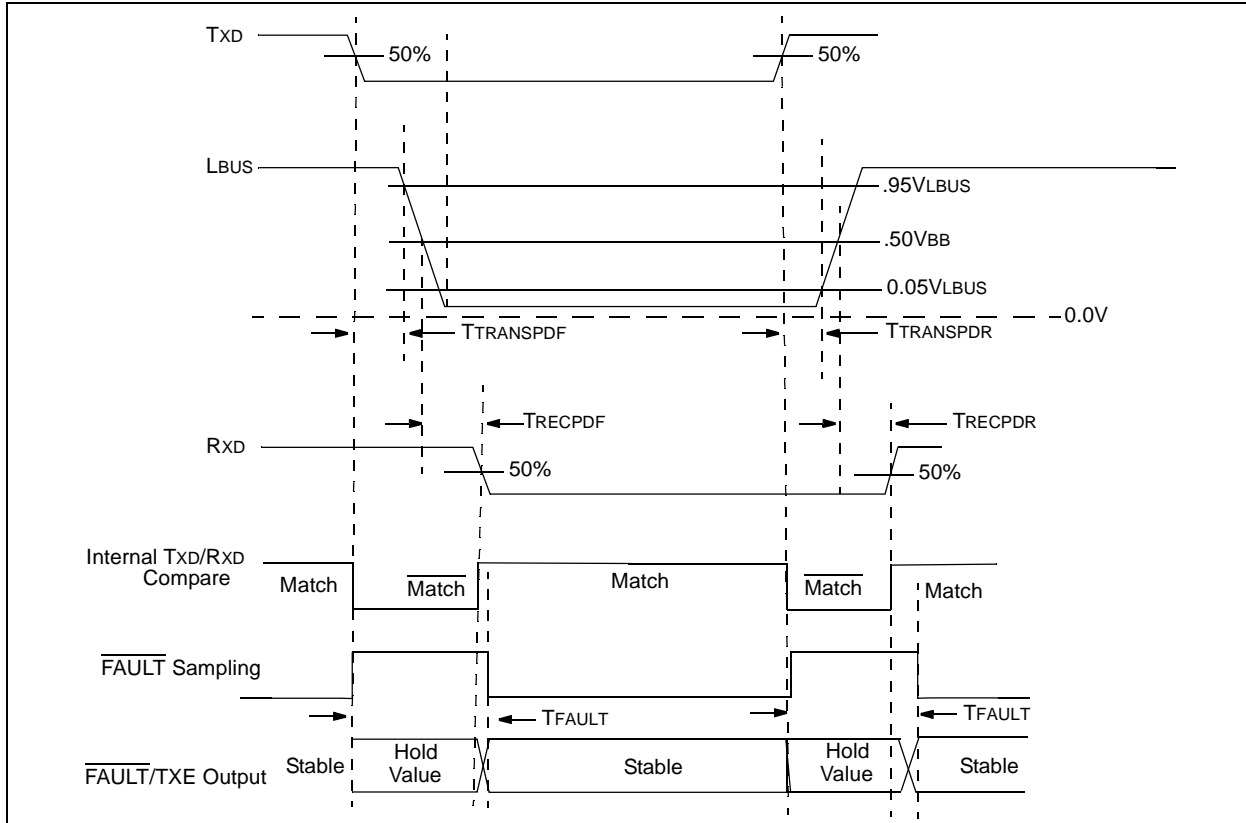 TXD
50%
50%
LBUS
.95VLBUS
.50VBB
0.05VLBUS
0.0V
TTRANSPDF
TTRANSPDR
TRECPDF
TRECPDR
RXD
50%
50%
Internal TXD/RXD
Compare
Match
Match
Match
Match
Match
FAULT Sampling
TFAULT
TFAULT
FAULT/TXE Output
Stable
Hold
Value
Stable
Hold
Value
Stable